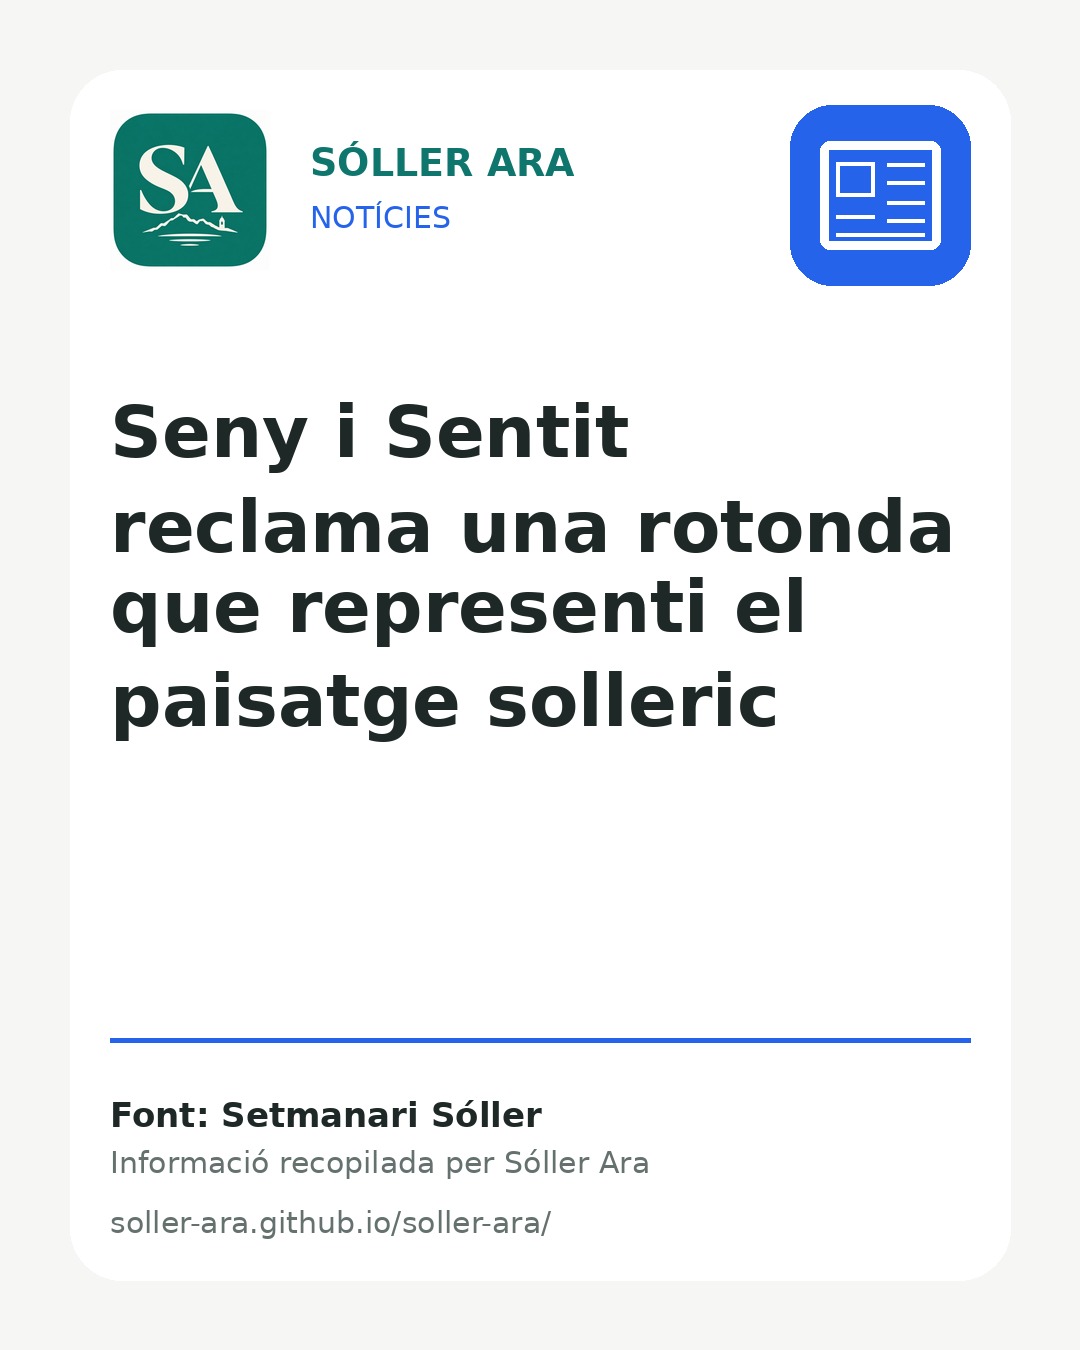 SA
SÓLLER ARA
NOTÍCIES
Seny i Sentit
reclama una rotonda
que representi el
paisatge solleric
Font: Setmanari Sóller
Informació recopilada per Sóller Ara
soller-ara.github.io/soller-ara/